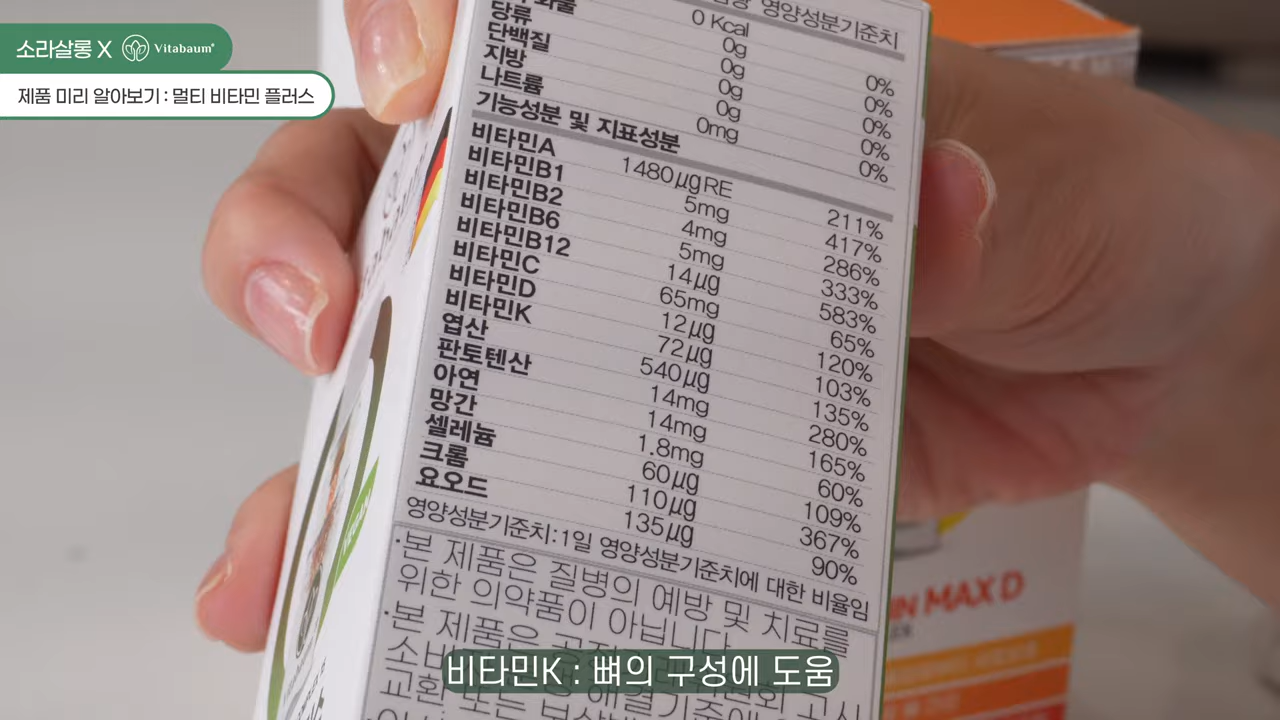 소라살롱 X Vitabaum®
제품 미리 알아보기 : 멀티 비타민 플러스
영양성분기준치
0 Kcal
당류 0g 0%
단백질 0g 0%
지방 0g 0%
나트륨 0mg 0%
기능성분 및 지표성분
비타민A 1480µgRE 211%
비타민B1 5mg 417%
비타민B2 4mg 286%
비타민B6 5mg 333%
비타민B12 14µg 583%
비타민C 65mg 65%
비타민D 12µg 120%
비타민K 72µg 103%
엽산 540µg 135%
판토텐산 14mg 280%
아연 14mg 165%
망간 1.8mg 60%
셀레늄 60µg 109%
크롬 110µg 367%
요오드 135µg 90%
영양성분기준치:1일 영양성분기준치에 대한 비율임
·본 제품은 질병의 예방 및 치료를
위한 의약품이 아닙니다
·본 제품은
교환 또는
MAX D
비타민K : 뼈의 구성에 도움